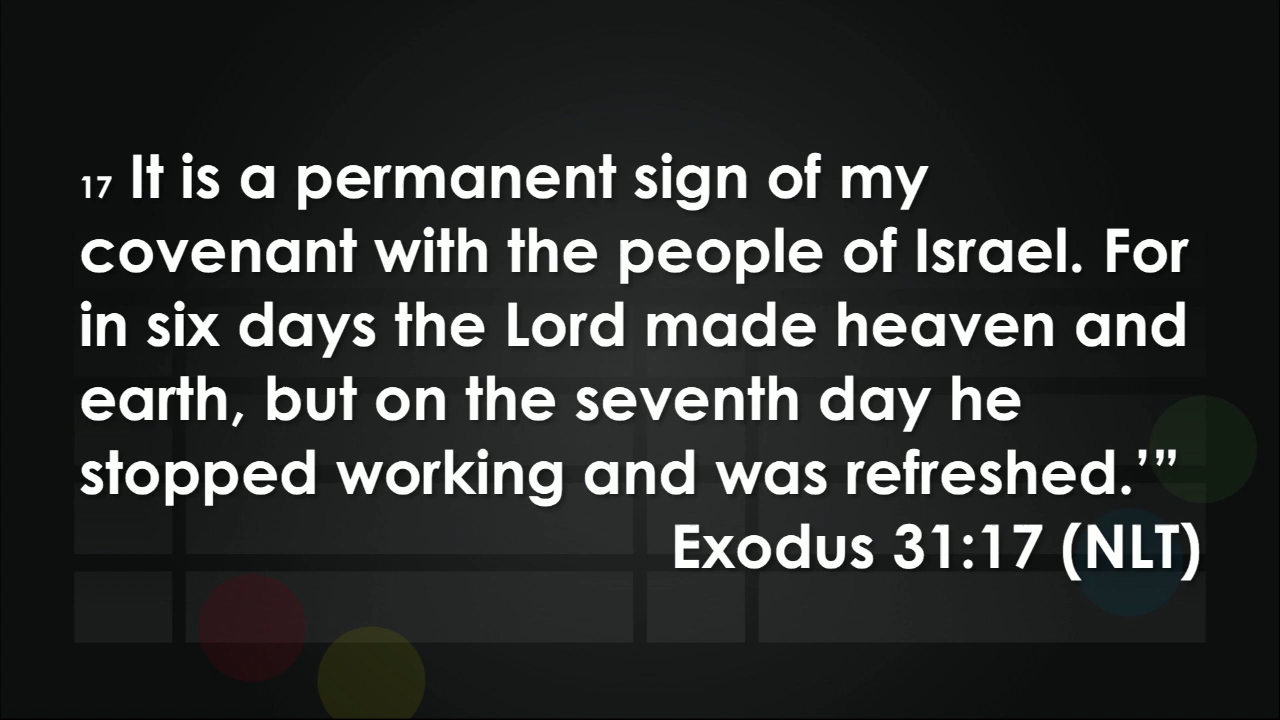 17 It is a permanent sign of my
covenant with the people of Israel. For
in six days the Lord made heaven and
earth, but on the seventh day he
stopped working and was refreshed.’”
Exodus 31:17 (NLT)